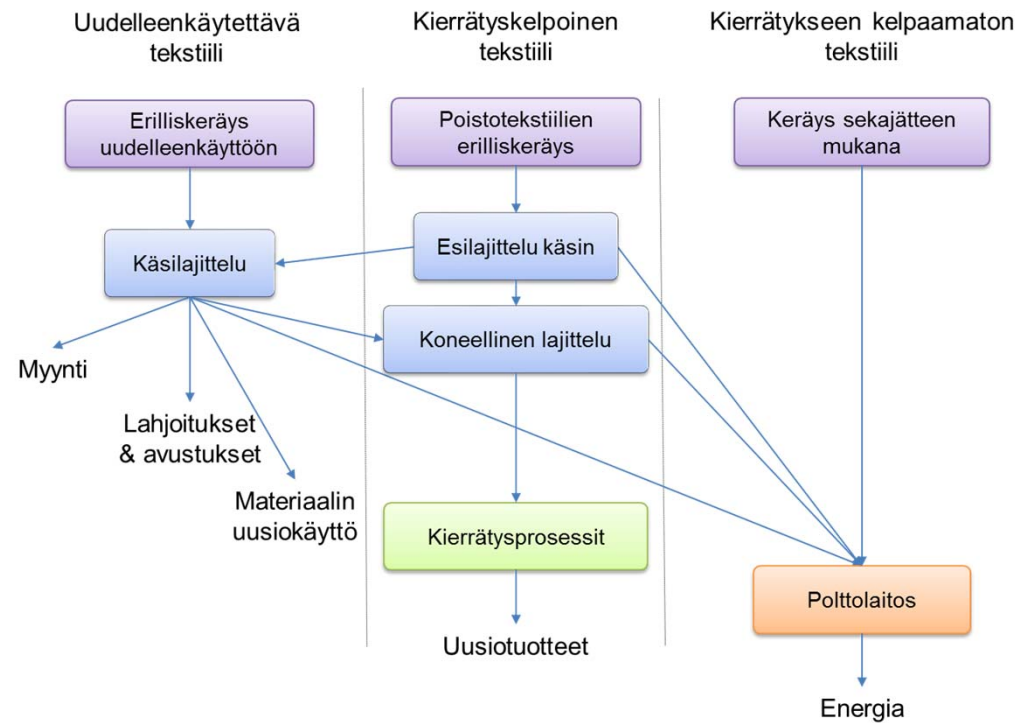 Uudelleenkäytettävä
tekstiili
Kierrätyskelpoinen
tekstiili
Kierrätykseen kelpaamaton
tekstiili
Erilliskeräys
uudelleenkäyttöön
Poistotekstiilien
erilliskeräys
Keräys sekajätteen
mukana
Käsilajittelu
Esilajittelu käsin
Koneellinen lajittelu
Myynti
Lahjoitukset
& avustukset
Materiaalin
uusiokäyttö
Kierrätysprosessit
Uusiotuotteet
Polttolaitos
Energia